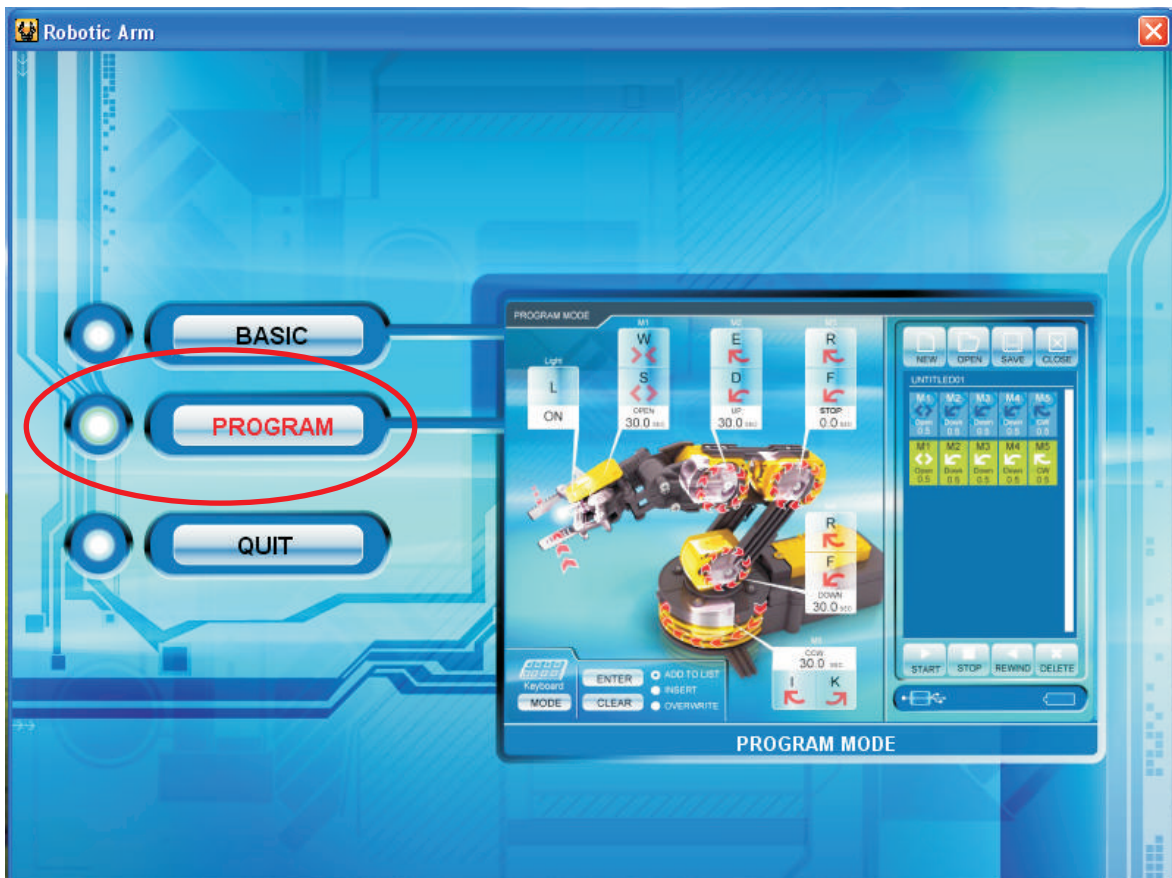 Robotic Arm
BASIC
PROGRAM
QUIT
PROGRAM MODE
Light
L
ON
M1
W
S
OPEN
30.0 SEC
M2
E
D
UP
30.0 SEC
R
F
STOP
0.0 SEC
R
F
DOWN
30.0 SEC
M5
CCW
30.0 SEC
I K
Keyboard
MODE
ENTER
CLEAR
ADD TO LIST
INSERT
OVERWRITE
NEW OPEN SAVE CLOSE
UNTITLED01
M1 M2 M3 M4 M5
Open Down Down Down CW
0.5 0.5 0.5 0.5 0.5
M1 M2 M3 M4 M5
Open Down Down Down CW
0.5 0.5 0.5 0.5 0.5
START STOP REWIND DELETE
PROGRAM MODE